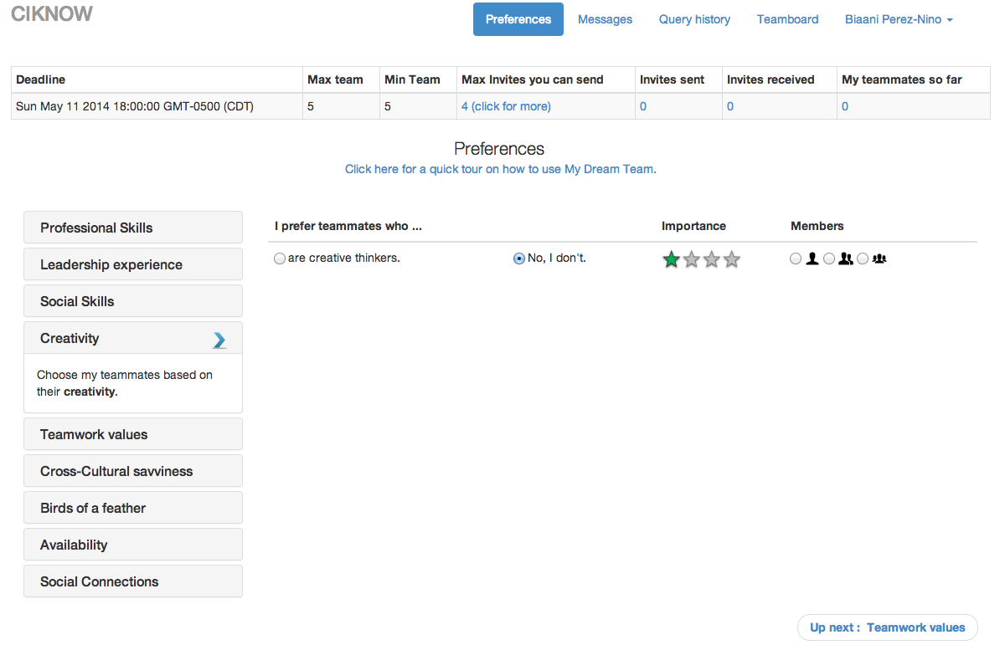 CIKNOW
Preferences Messages Query history Teamboard Biaani Perez-Nino
Deadline Max team Min Team Max Invites you can send Invites sent Invites received My teammates so far
Sun May 11 2014 18:00:00 GMT-0500 (CDT) 5 5 4 (click for more) 0 0 0
Preferences
Click here for a quick tour on how to use My Dream Team.
Professional Skills
Leadership experience
Social Skills
Creativity
Choose my teammates based on
their creativity.
Teamwork values
Cross-Cultural savviness
Birds of a feather
Availability
Social Connections
I prefer teammates who ... Importance Members
are creative thinkers. No, I don't.
Up next : Teamwork values